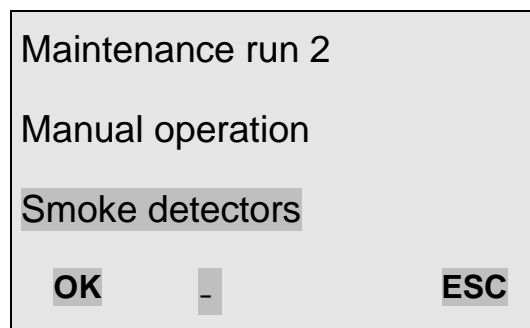 Maintenance run 2
Manual operation
Smoke detectors
OK - ESC